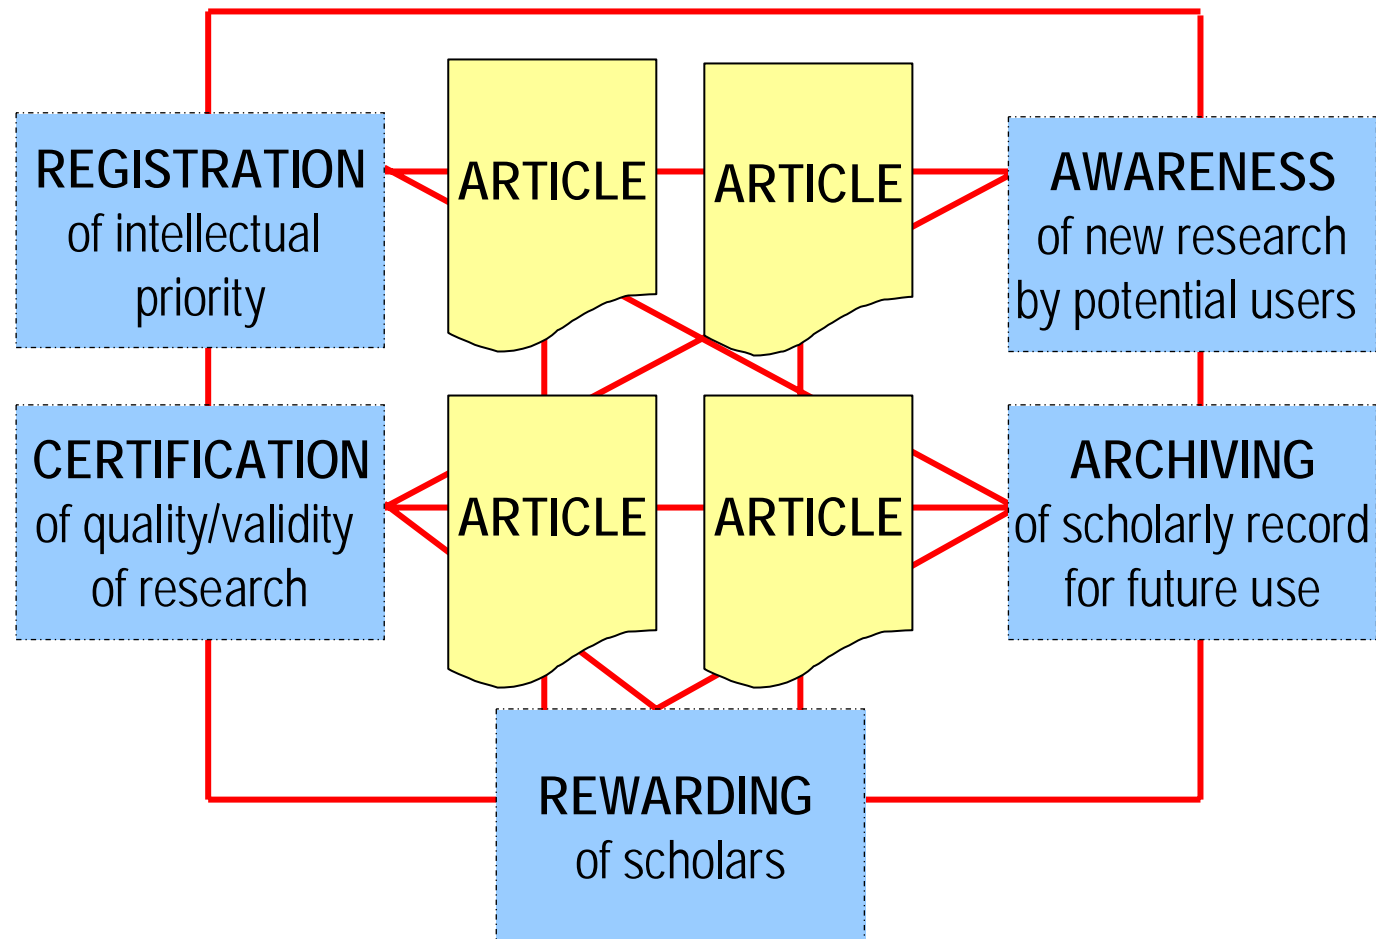 REGISTRATION
of intellectual
priority
ARTICLE
ARTICLE
AWARENESS
of new research
by potential users
CERTIFICATION
of quality/validity
of research
ARTICLE
ARTICLE
ARCHIVING
of scholarly record
for future use
REWARDING
of scholars